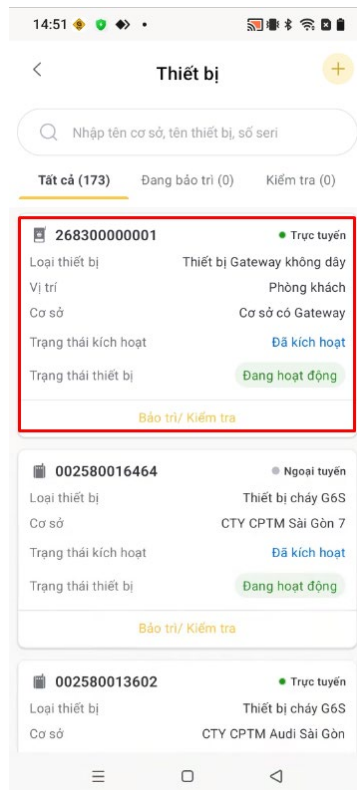 14:51
Thiết bị
Nhập tên cơ sở, tên thiết bị, số seri
Tất cả (173) Đang bảo trì (0) Kiểm tra (0)
268300000001 Trực tuyến
Loại thiết bị Thiết bị Gateway không dây
Vị trí Phòng khách
Cơ sở Cơ sở có Gateway
Trạng thái kích hoạt Đã kích hoạt
Trạng thái thiết bị Đang hoạt động
Bảo trì/ Kiểm tra
002580016464 Ngoại tuyến
Loại thiết bị Thiết bị cháy G6S
Cơ sở CTY CPTM Sài Gòn 7
Trạng thái kích hoạt Đã kích hoạt
Trạng thái thiết bị Đang hoạt động
Bảo trì/ Kiểm tra
002580013602 Trực tuyến
Loại thiết bị Thiết bị cháy G6S
Cơ sở CTY CPTM Audi Sài Gòn